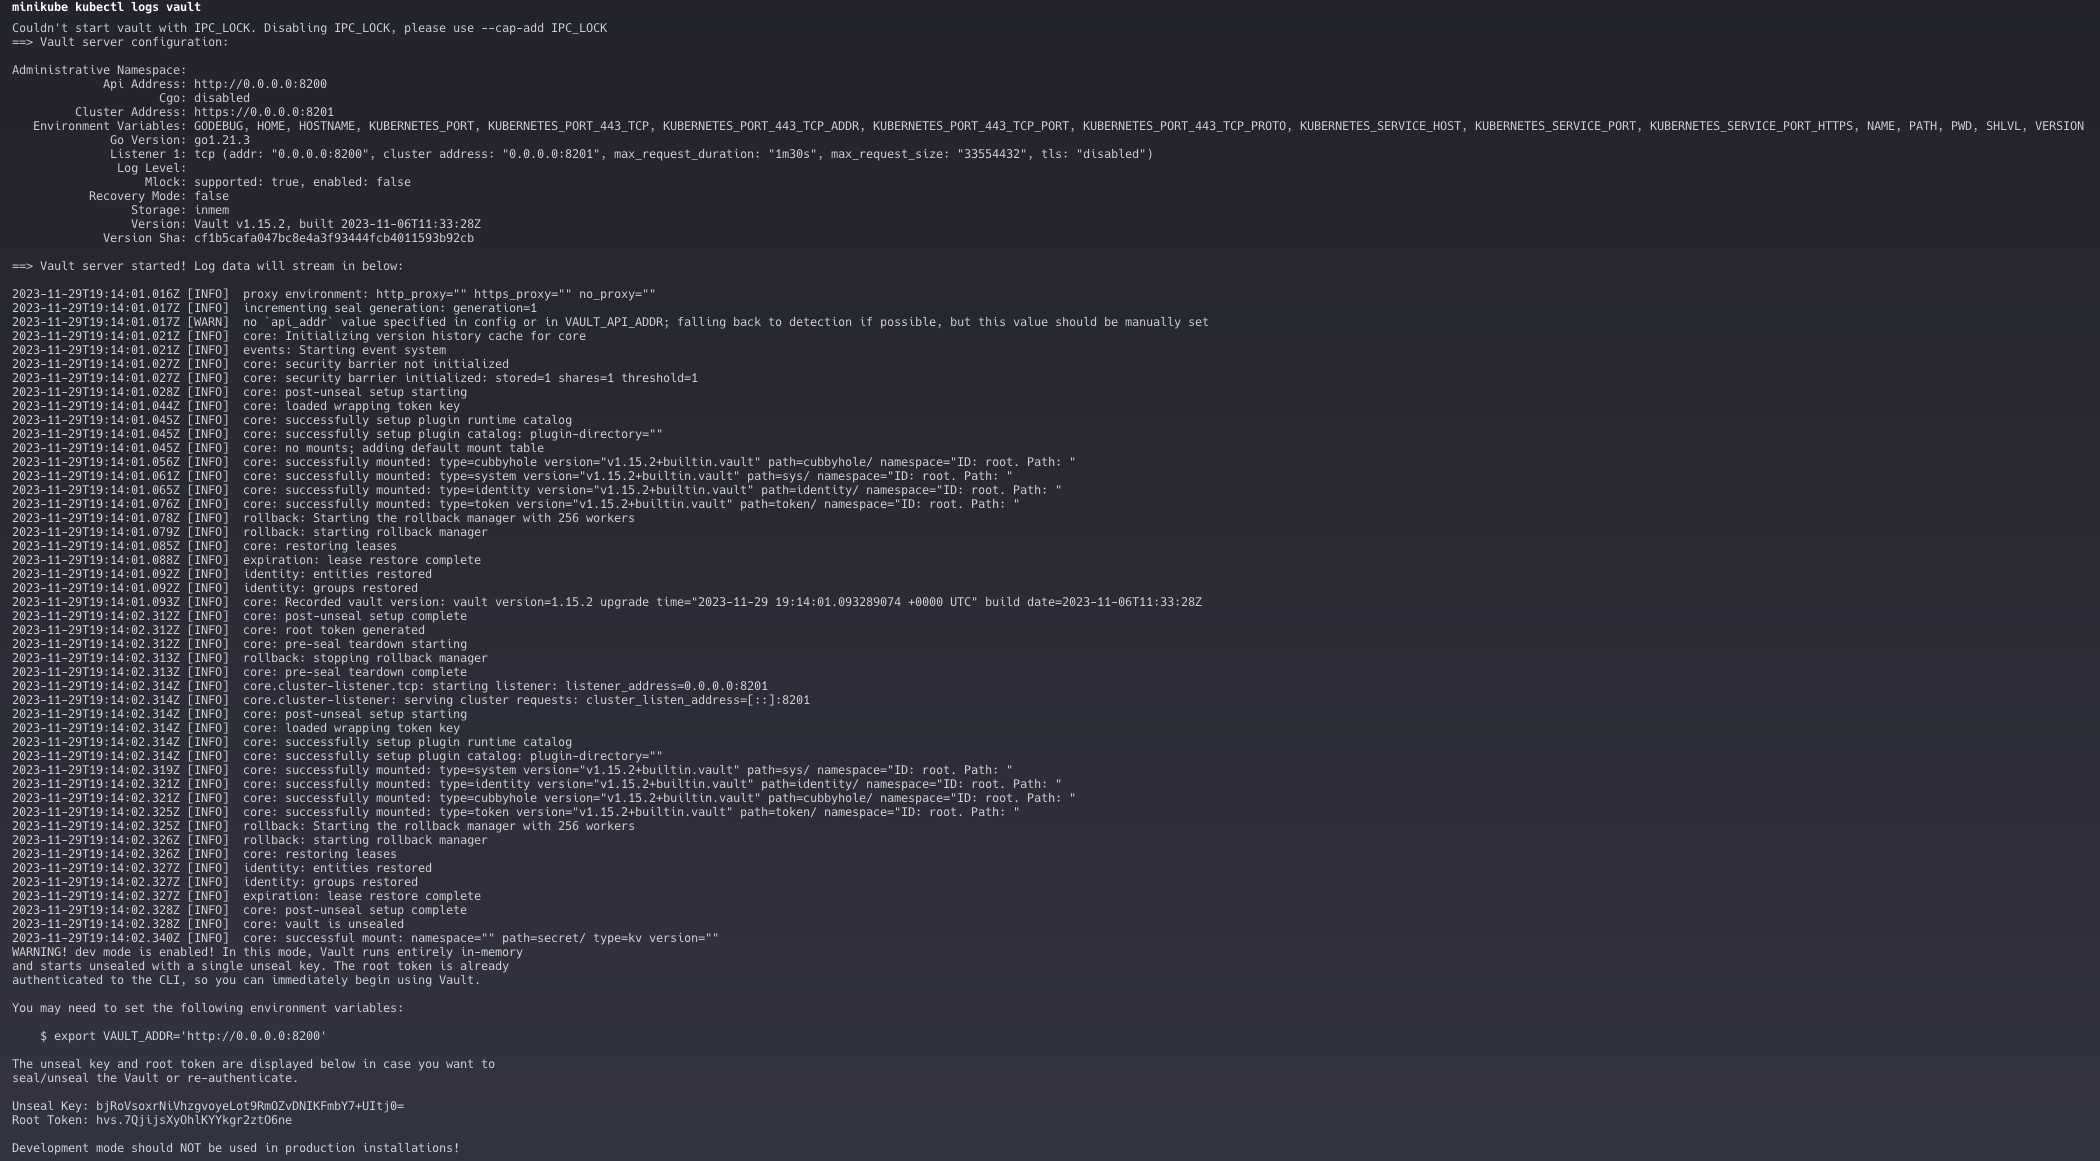 minikube kubectl logs vault
Couldn't start vault with IPC_LOCK. Disabling IPC_LOCK, please use --cap-add IPC_LOCK
==> Vault server configuration:
Administrative Namespace:
Api Address: http://0.0.0.0:8200
Cgo: disabled
Cluster Address: https://0.0.0.0:8201
Environment Variables: GODEBUG, HOME, HOSTNAME, KUBERNETES_PORT, KUBERNETES_PORT_443_TCP, KUBERNETES_PORT_443_TCP_ADDR, KUBERNETES_PORT_443_TCP_PORT, KUBERNETES_PORT_443_TCP_PROTO, KUBERNETES_SERVICE_HOST, KUBERNETES_SERVICE_PORT, KUBERNETES_SERVICE_PORT_HTTPS, NAME, PATH, PWD, SHLVL, VERSION
Go Version: go1.21.3
Listener 1: tcp (addr: "0.0.0.0:8200", cluster address: "0.0.0.0:8201", max_request_duration: "1m30s", max_request_size: "33554432", tls: "disabled")
Log Level:
Mlock: supported: true, enabled: false
Recovery Mode: false
Storage: inmem
Version: Vault v1.15.2, built 2023-11-06T11:33:28Z
Version Sha: cf1b5cafa047bc8e4a3f93444fcb4011593b92cb
==> Vault server started! Log data will stream in below:
2023-11-29T19:14:01.016Z [INFO]  proxy environment: http_proxy="" https_proxy="" no_proxy=""
2023-11-29T19:14:01.017Z [INFO]  incrementing seal generation: generation=1
2023-11-29T19:14:01.017Z [WARN]  no `api_addr` value specified in config or in VAULT_API_ADDR; falling back to detection if possible, but this value should be manually set
2023-11-29T19:14:01.021Z [INFO]  core: Initializing version history cache for core
2023-11-29T19:14:01.021Z [INFO]  events: Starting event system
2023-11-29T19:14:01.027Z [INFO]  core: security barrier not initialized
2023-11-29T19:14:01.027Z [INFO]  core: security barrier initialized: stored=1 shares=1 threshold=1
2023-11-29T19:14:01.028Z [INFO]  core: post-unseal setup starting
2023-11-29T19:14:01.044Z [INFO]  core: loaded wrapping token key
2023-11-29T19:14:01.045Z [INFO]  core: successfully setup plugin runtime catalog
2023-11-29T19:14:01.045Z [INFO]  core: successfully setup plugin catalog: plugin-directory=""
2023-11-29T19:14:01.045Z [INFO]  core: no mounts; adding default mount table
2023-11-29T19:14:01.056Z [INFO]  core: successfully mounted: type=cubbyhole version="v1.15.2+builtin.vault" path=cubbyhole/ namespace="ID: root. Path: "
2023-11-29T19:14:01.061Z [INFO]  core: successfully mounted: type=system version="v1.15.2+builtin.vault" path=sys/ namespace="ID: root. Path: "
2023-11-29T19:14:01.065Z [INFO]  core: successfully mounted: type=identity version="v1.15.2+builtin.vault" path=identity/ namespace="ID: root. Path: "
2023-11-29T19:14:01.076Z [INFO]  core: successfully mounted: type=token version="v1.15.2+builtin.vault" path=token/ namespace="ID: root. Path: "
2023-11-29T19:14:01.078Z [INFO]  rollback: Starting the rollback manager with 256 workers
2023-11-29T19:14:01.079Z [INFO]  rollback: starting rollback manager
2023-11-29T19:14:01.085Z [INFO]  core: restoring leases
2023-11-29T19:14:01.088Z [INFO]  expiration: lease restore complete
2023-11-29T19:14:01.092Z [INFO]  identity: entities restored
2023-11-29T19:14:01.092Z [INFO]  identity: groups restored
2023-11-29T19:14:01.093Z [INFO]  core: Recorded vault version: vault version=1.15.2 upgrade time="2023-11-29 19:14:01.093289074 +0000 UTC" build date=2023-11-06T11:33:28Z
2023-11-29T19:14:02.312Z [INFO]  core: post-unseal setup complete
2023-11-29T19:14:02.312Z [INFO]  core: root token generated
2023-11-29T19:14:02.312Z [INFO]  core: pre-seal teardown starting
2023-11-29T19:14:02.313Z [INFO]  rollback: stopping rollback manager
2023-11-29T19:14:02.313Z [INFO]  core: pre-seal teardown complete
2023-11-29T19:14:02.314Z [INFO]  core.cluster-listener.tcp: starting listener: listener_address=0.0.0.0:8201
2023-11-29T19:14:02.314Z [INFO]  core.cluster-listener: serving cluster requests: cluster_listen_address=[::]:8201
2023-11-29T19:14:02.314Z [INFO]  core: post-unseal setup starting
2023-11-29T19:14:02.314Z [INFO]  core: loaded wrapping token key
2023-11-29T19:14:02.314Z [INFO]  core: successfully setup plugin runtime catalog
2023-11-29T19:14:02.314Z [INFO]  core: successfully setup plugin catalog: plugin-directory=""
2023-11-29T19:14:02.319Z [INFO]  core: successfully mounted: type=system version="v1.15.2+builtin.vault" path=sys/ namespace="ID: root. Path: "
2023-11-29T19:14:02.321Z [INFO]  core: successfully mounted: type=identity version="v1.15.2+builtin.vault" path=identity/ namespace="ID: root. Path: "
2023-11-29T19:14:02.321Z [INFO]  core: successfully mounted: type=cubbyhole version="v1.15.2+builtin.vault" path=cubbyhole/ namespace="ID: root. Path: "
2023-11-29T19:14:02.325Z [INFO]  core: successfully mounted: type=token version="v1.15.2+builtin.vault" path=token/ namespace="ID: root. Path: "
2023-11-29T19:14:02.325Z [INFO]  rollback: Starting the rollback manager with 256 workers
2023-11-29T19:14:02.326Z [INFO]  rollback: starting rollback manager
2023-11-29T19:14:02.326Z [INFO]  core: restoring leases
2023-11-29T19:14:02.327Z [INFO]  identity: entities restored
2023-11-29T19:14:02.327Z [INFO]  identity: groups restored
2023-11-29T19:14:02.327Z [INFO]  expiration: lease restore complete
2023-11-29T19:14:02.328Z [INFO]  core: post-unseal setup complete
2023-11-29T19:14:02.328Z [INFO]  core: vault is unsealed
2023-11-29T19:14:02.340Z [INFO]  core: successful mount: namespace="" path=secret/ type=kv version=""
WARNING! dev mode is enabled! In this mode, Vault runs entirely in-memory
and starts unsealed with a single unseal key. The root token is already
authenticated to the CLI, so you can immediately begin using Vault.
You may need to set the following environment variables:
$ export VAULT_ADDR='http://0.0.0.0:8200'
The unseal key and root token are displayed below in case you want to
seal/unseal the Vault or re-authenticate.
Unseal Key: bjRoVsoxrNiVhzgvoyeLot9RmOZvDNIKFmbY7+UItj0=
Root Token: hvs.7QjijsXyOhlKYYkgr2ztO6ne
Development mode should NOT be used in production installations!